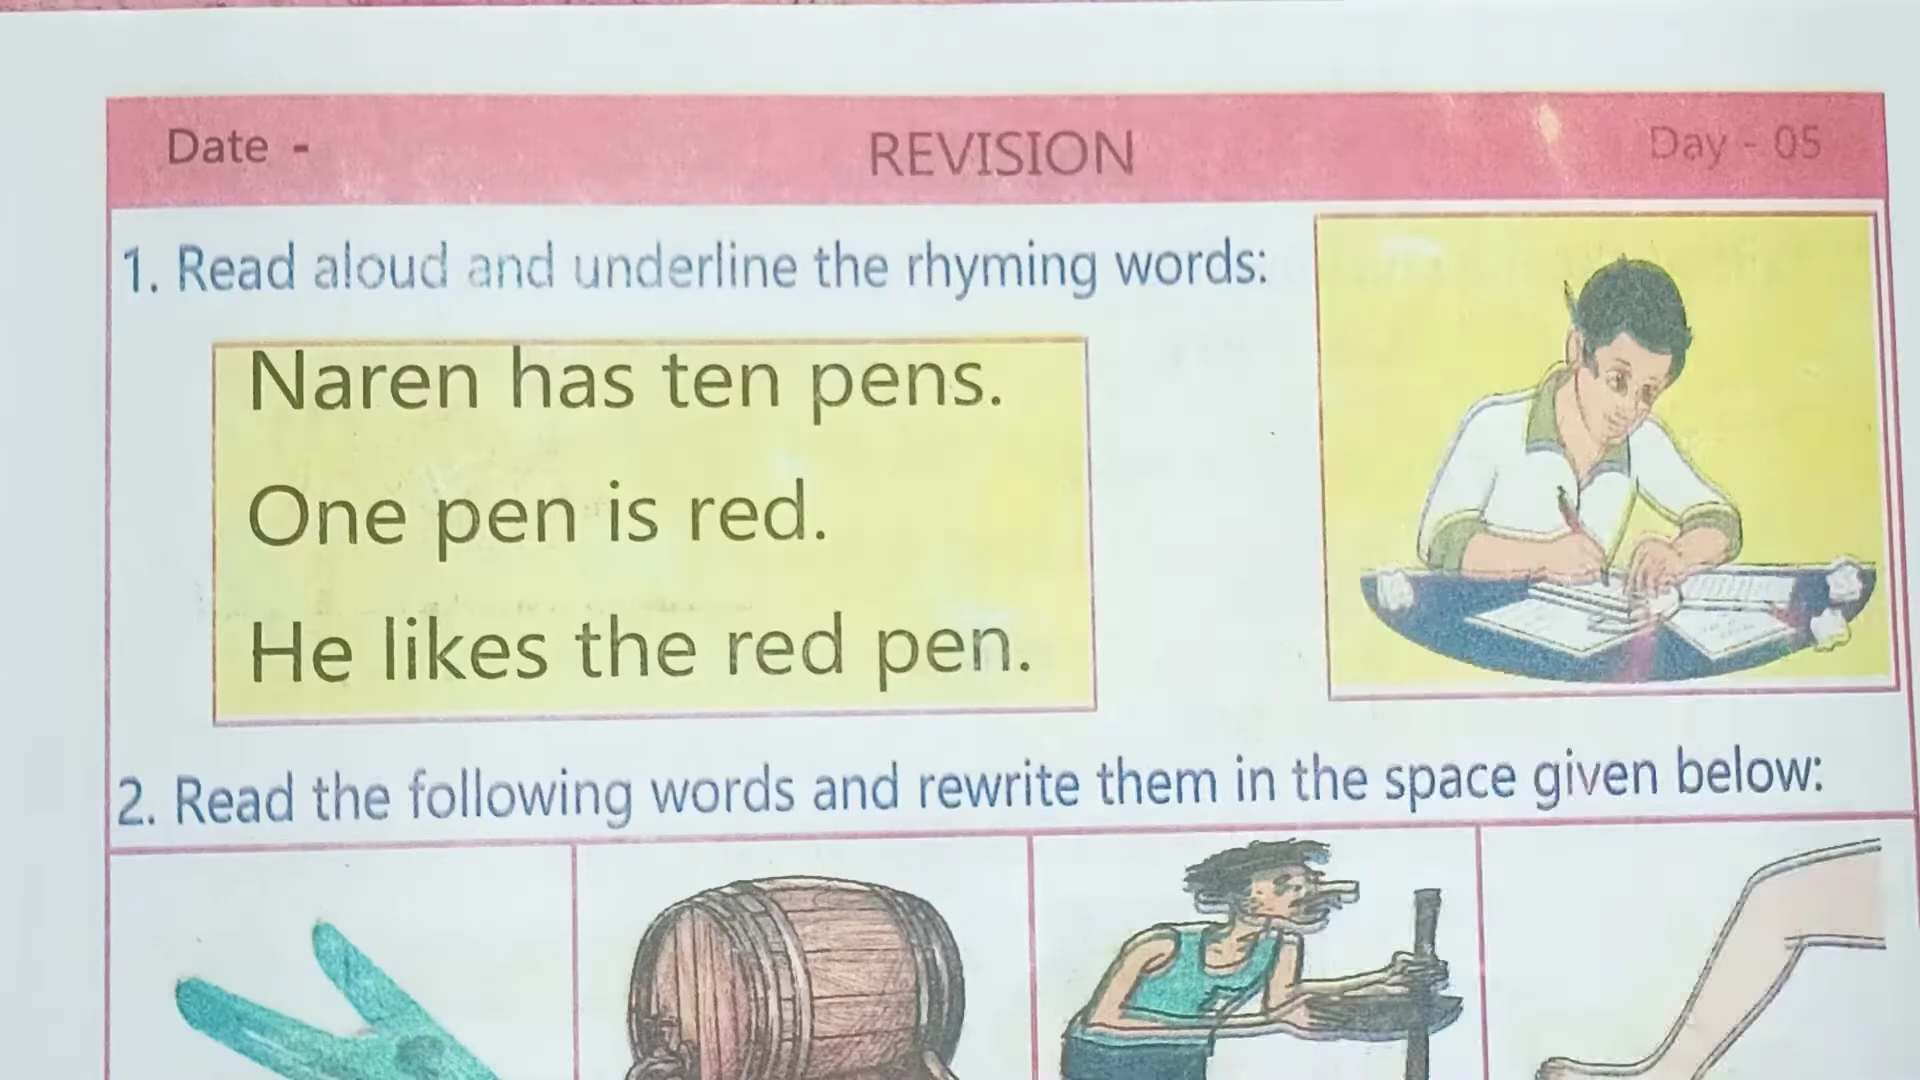 Date -
REVISION
Day - 05
1. Read aloud and underline the rhyming words:
Naren has ten pens.
One pen is red.
He likes the red pen.
2. Read the following words and rewrite them in the space given below: